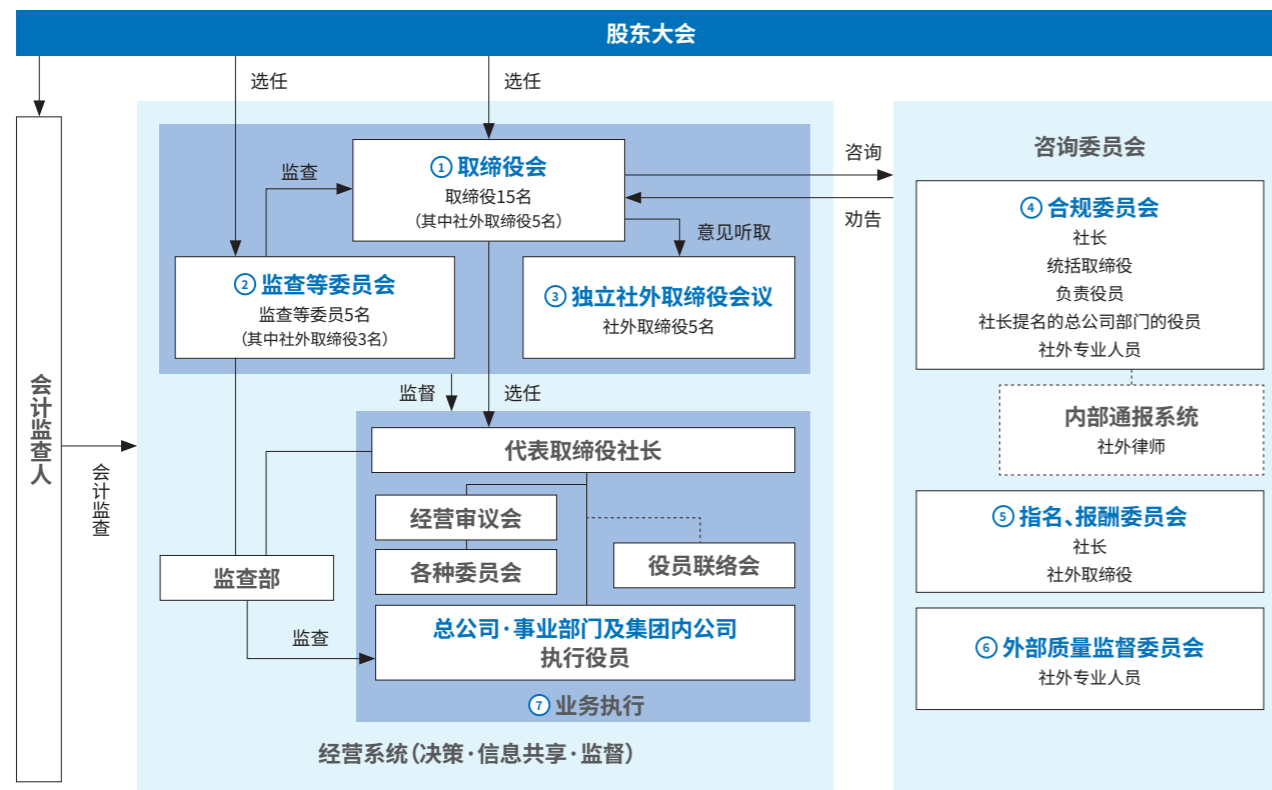 股东大会
选任
选任
监查
① 取缔役会
取缔役15名
（其中社外取缔役5名）
咨询
劝告
意见听取
② 监查等委员会
监查等委员5名
（其中社外取缔役3名）
③ 独立社外取缔役会议
社外取缔役5名
监督
选任
会计监查人
会计监查
代表取缔役社长
经营审议会
各种委员会
役员联络会
监查部
监查
总公司·事业部门及集团内公司
执行役员
⑦ 业务执行
经营系统（决策·信息共享·监督）
咨询委员会
④ 合规委员会
社长
统括取缔役
负责役员
社长提名的总公司部门的役员
社外专业人员
内部通报系统
社外律师
⑤ 指名、报酬委员会
社长
社外取缔役
⑥ 外部质量监督委员会
社外专业人员